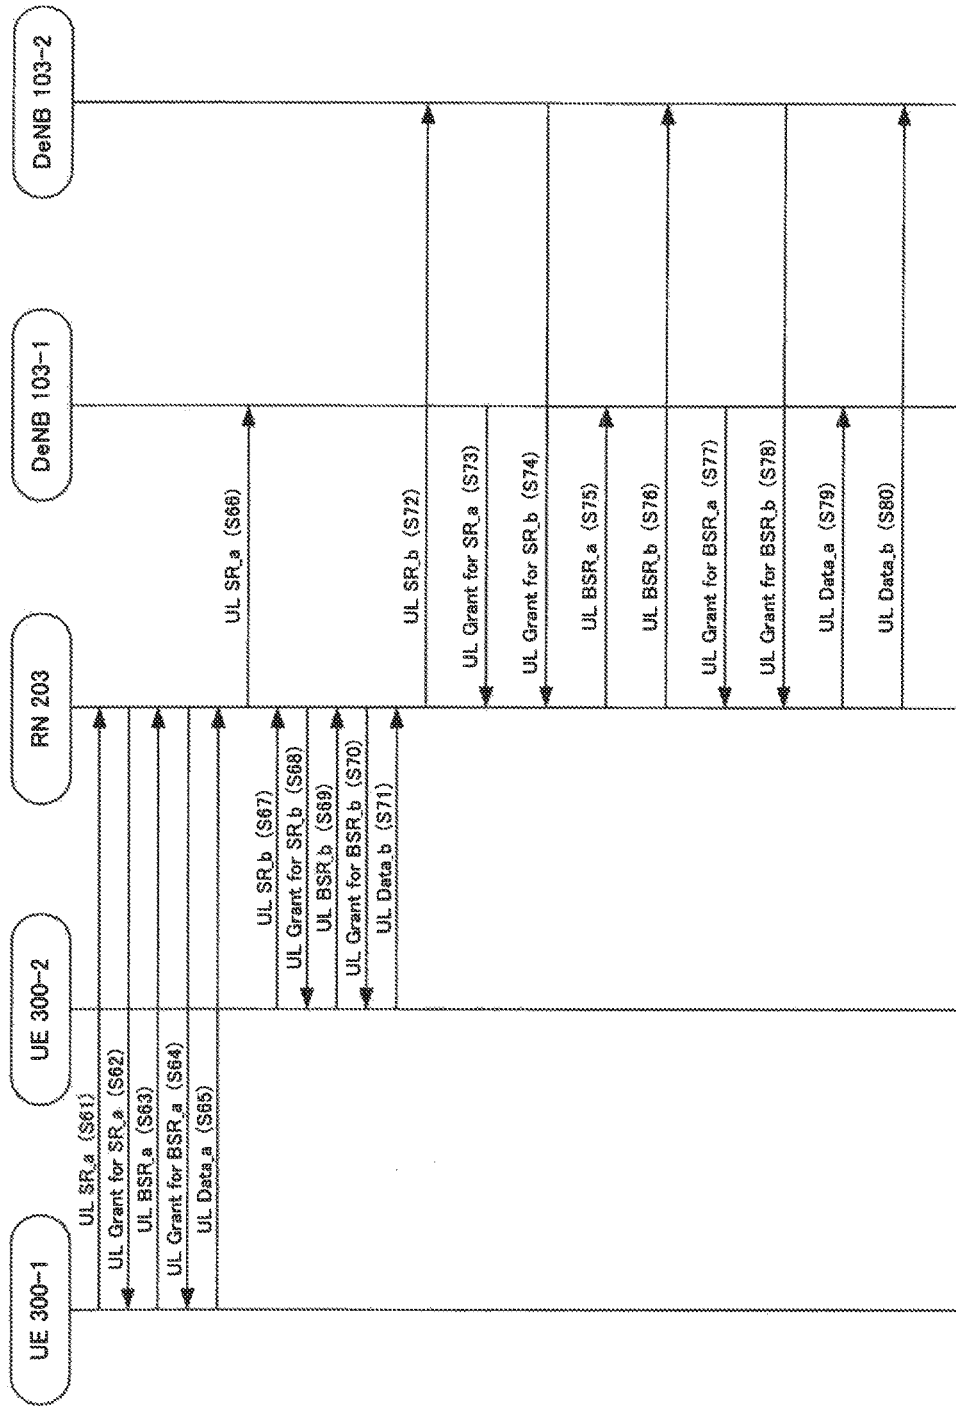 UE 300-1
UE 300-2
RN 203
DeNB 103-1
DeNB 103-2
UL SR_a (S61)
UL Grant for SR_a (S62)
UL BSR_a (S63)
UL Grant for BSR_a (S64)
UL Data_a (S65)
UL SR_a (S66)
UL SR_b (S67)
UL Grant for SR_b (S68)
UL BSR_b (S69)
UL Grant for BSR_b (S70)
UL Data_b (S71)
UL SR_b (S72)
UL Grant for SR_a (S73)
UL Grant for SR_b (S74)
UL BSR_a (S75)
UL BSR_b (S76)
UL Grant for BSR_a (S77)
UL Grant for BSR_b (S78)
UL Data_a (S79)
UL Data_b (S80)